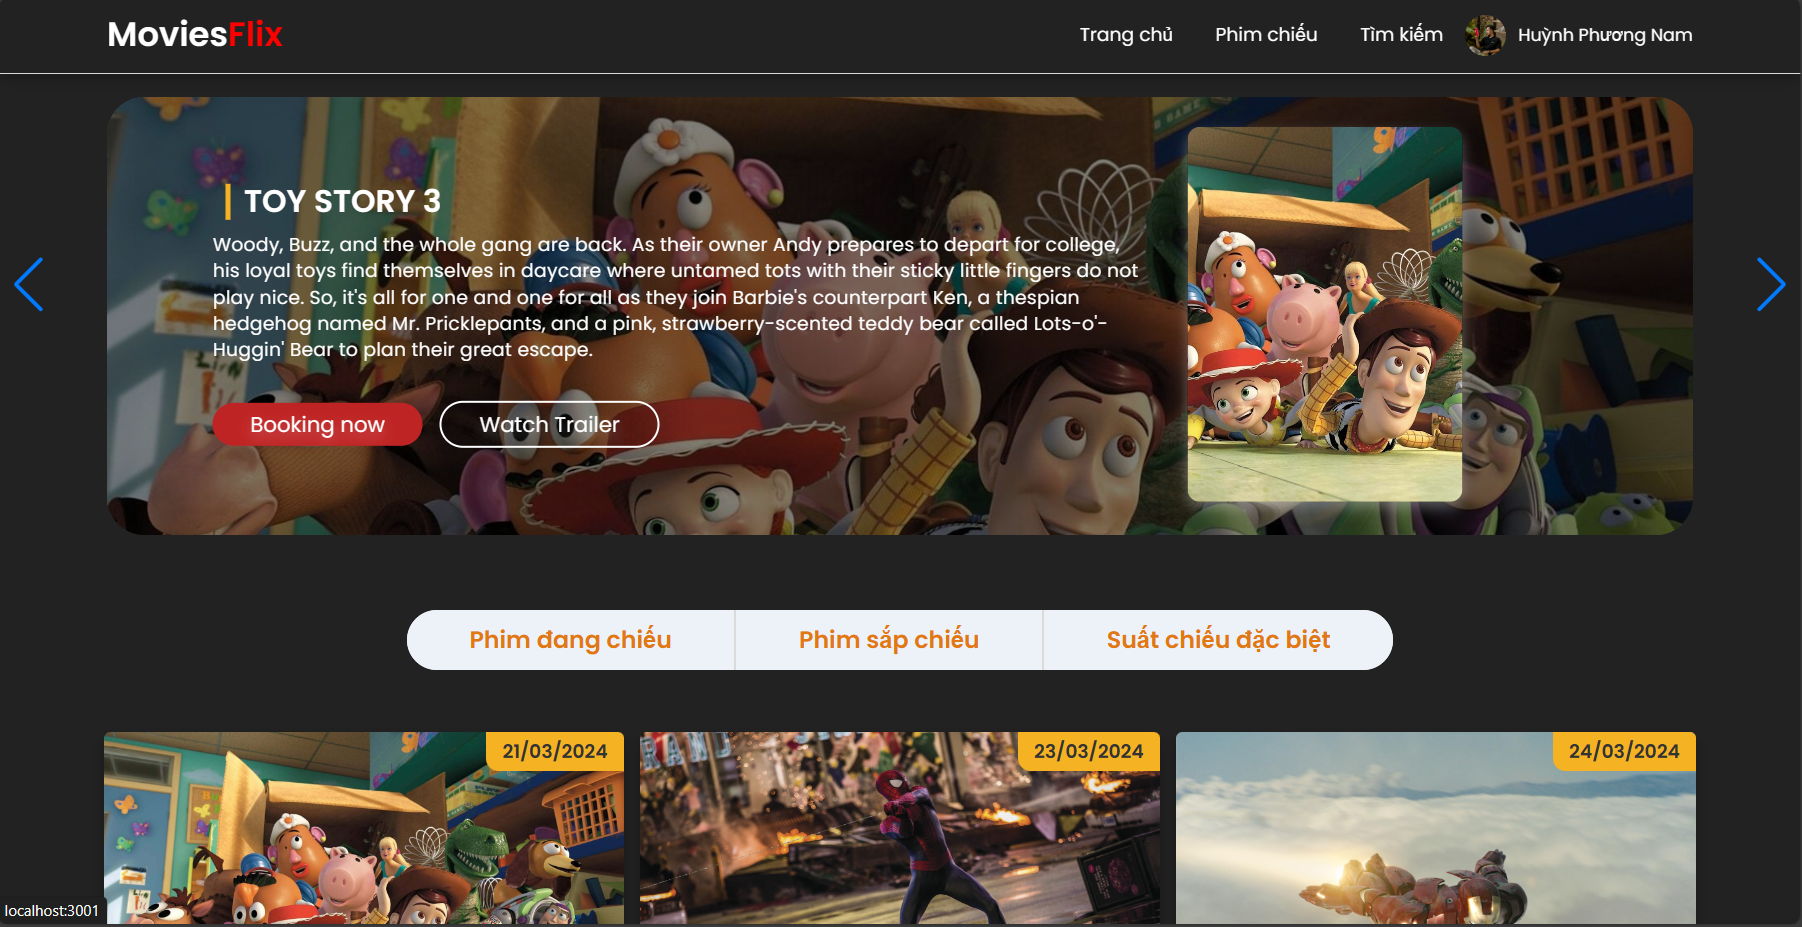 MoviesFlix
Trang chủ
Phim chiếu
Tìm kiếm
Huỳnh Phương Nam
TOY STORY 3
Woody, Buzz, and the whole gang are back. As their owner Andy prepares to depart for college,
his loyal toys find themselves in daycare where untamed tots with their sticky little fingers do not
play nice. So, it's all for one and one for all as they join Barbie's counterpart Ken, a thespian
hedgehog named Mr. Pricklepants, and a pink, strawberry-scented teddy bear called Lots-o'-
Huggin' Bear to plan their great escape.
Booking now
Watch Trailer
Phim đang chiếu
Phim sắp chiếu
Suất chiếu đặc biệt
21/03/2024
23/03/2024
24/03/2024
localhost:3001